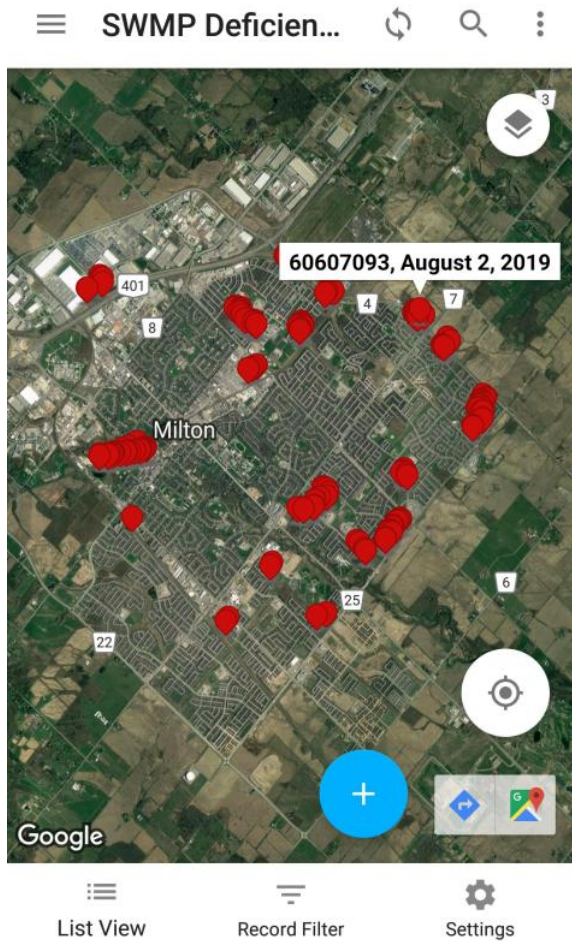 SWMP Deficien...
3
60607093, August 2, 2019
401
4
7
8
Milton
25
6
22
Google
List View
Record Filter
Settings